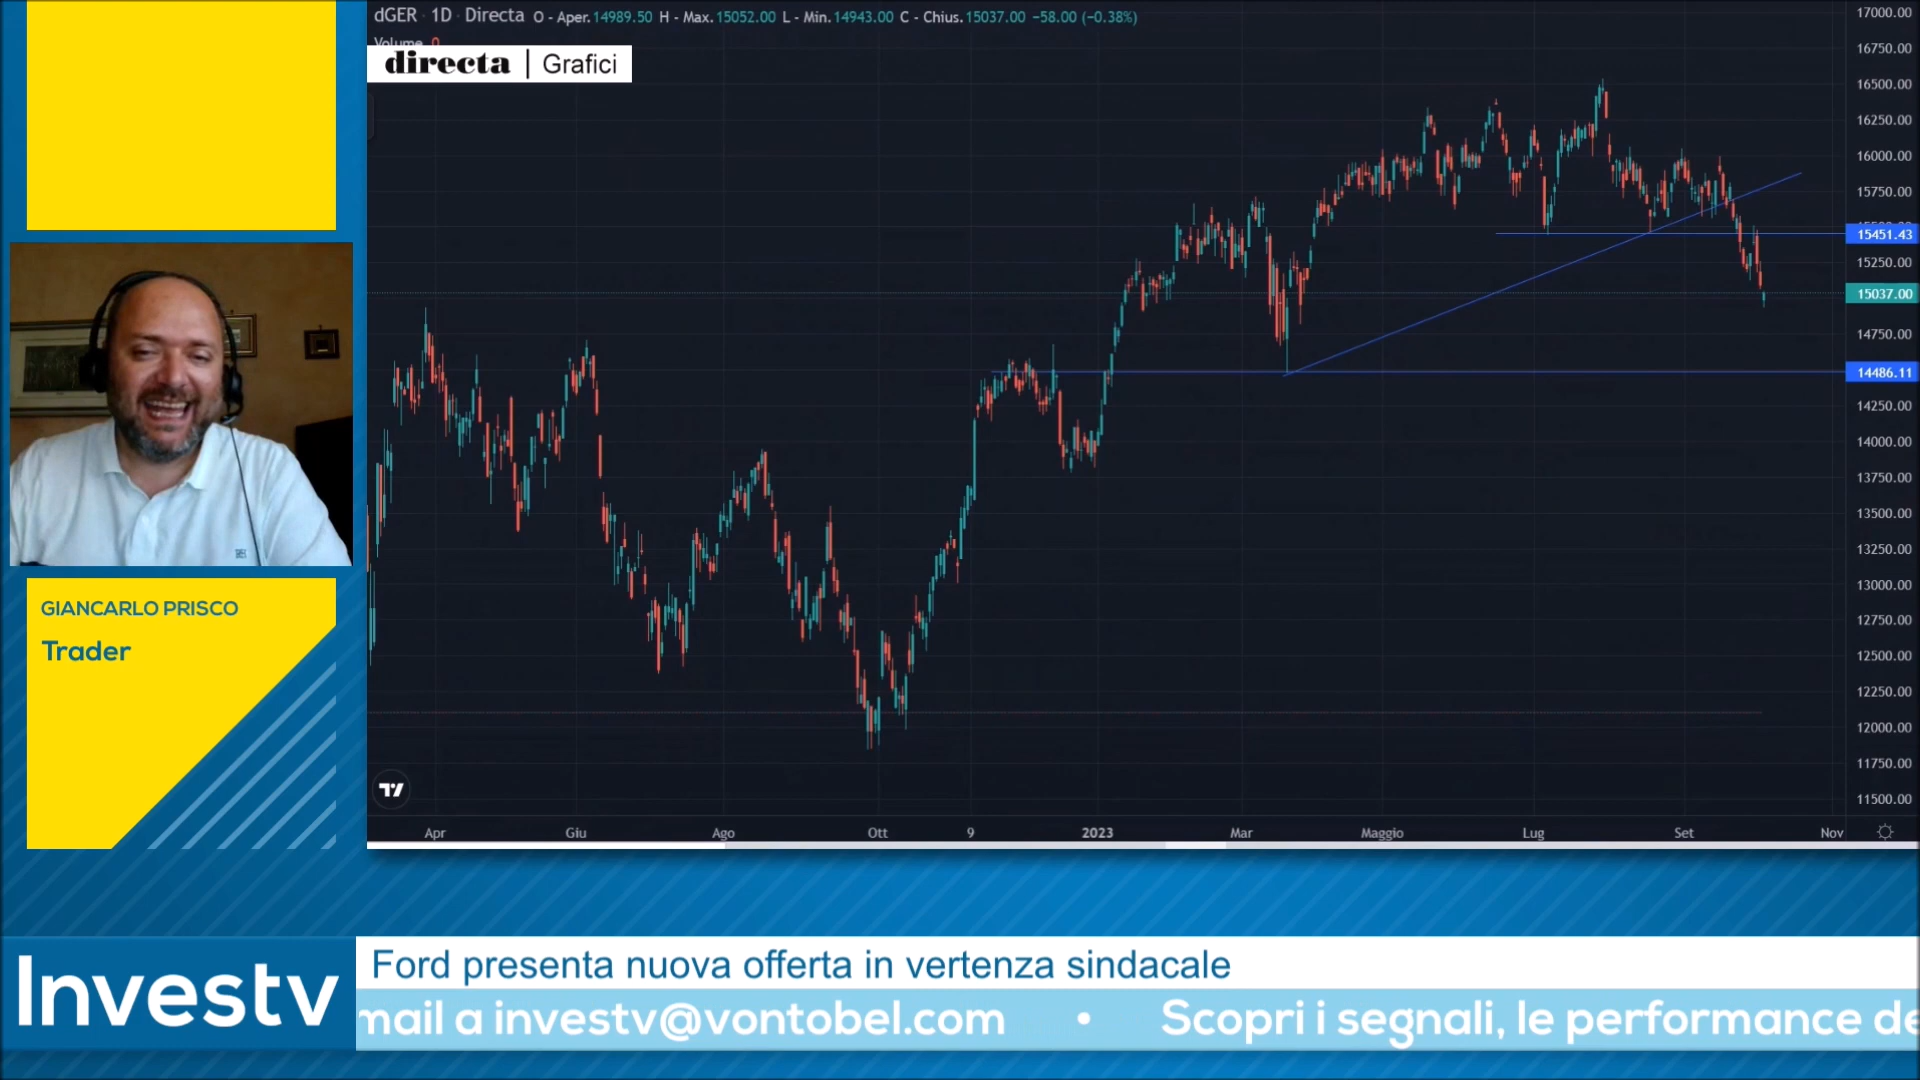 dGER · 1D · Directa O - Aper. 14989.50 H - Max. 15052.00 L - Min. 14943.00 C - Chius. 15037.00 −58.00 (−0.38%)
Volume 0
directa | Grafici
17000.00
16750.00
16500.00
16250.00
16000.00
15750.00
15451.43
15250.00
15037.00
14750.00
14486.11
14250.00
14000.00
13750.00
13500.00
13250.00
13000.00
12750.00
12500.00
12250.00
12000.00
11750.00
11500.00
Apr Giu Ago Ott 9 2023 Mar Maggio Lug Set Nov
GIANCARLO PRISCO
Trader
Investv
Ford presenta nuova offerta in vertenza sindacale
mail a investv@vontobel.com • Scopri i segnali, le performance de